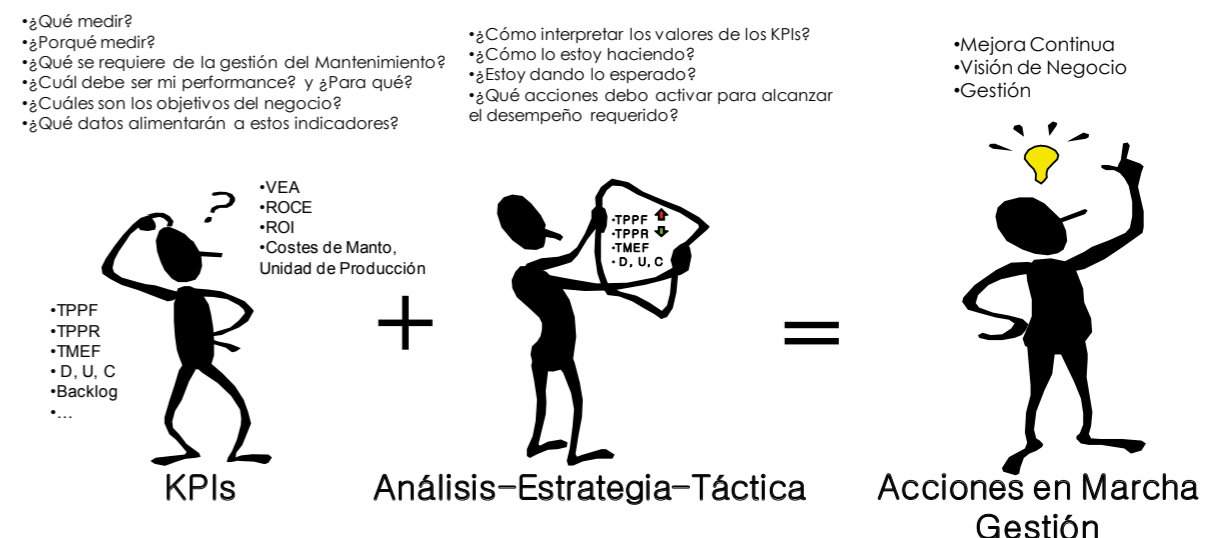 •¿Qué medir?
•¿Porqué medir?
•¿Qué se requiere de la gestión del Mantenimiento?
•¿Cuál debe ser mi performance? y ¿Para qué?
•¿Cuáles son los objetivos del negocio?
•¿Qué datos alimentarán a estos indicadores?
?
•VEA
•ROCE
•ROI
•Costes de Manto,
Unidad de Producción
•TPPF
•TPPR
•TMEF
• D, U, C
•Backlog
•...
KPIs
+
•¿Cómo interpretar los valores de los KPIs?
•¿Cómo lo estoy haciendo?
•¿Estoy dando lo esperado?
•¿Qué acciones debo activar para alcanzar
el desempeño requerido?
•TPPF
•TPPR
•TMEF
• D, U, C
Análisis-Estrategia-Táctica
=
•Mejora Continua
•Visión de Negocio
•Gestión
Acciones en Marcha
Gestión